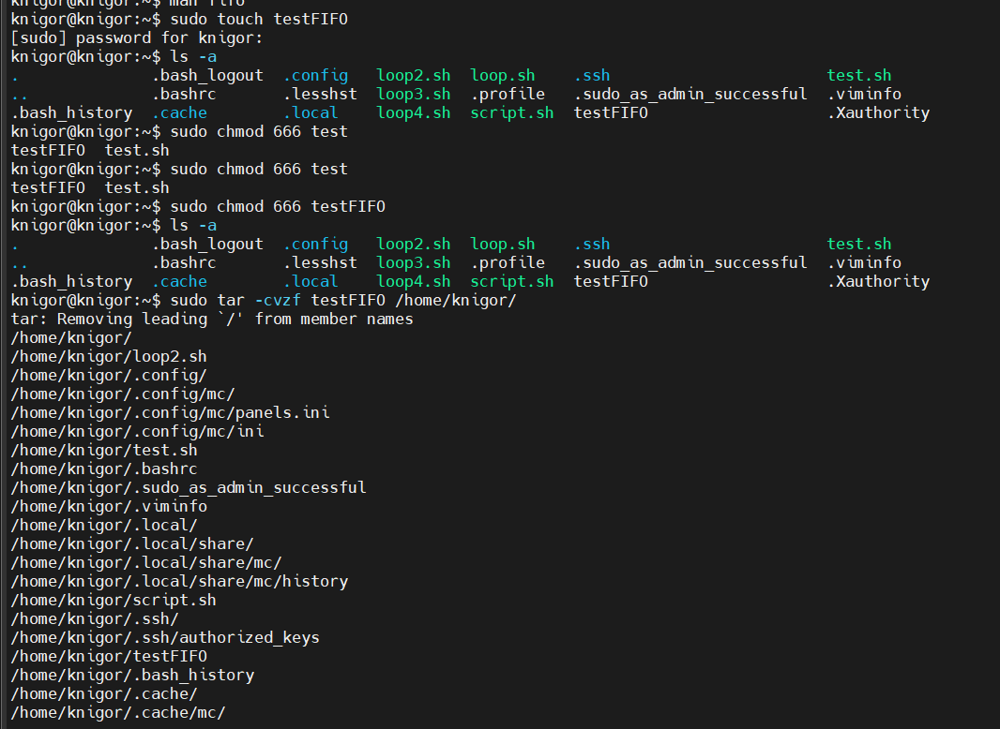 knigor@knigor:~$ man fifo
knigor@knigor:~$ sudo touch testFIFO
[sudo] password for knigor:
knigor@knigor:~$ ls -a
.              .bash_logout  .config   loop2.sh  loop.sh    .ssh                       test.sh
..             .bashrc       .lesshst  loop3.sh  .profile   .sudo_as_admin_successful  .viminfo
.bash_history  .cache        .local    loop4.sh  script.sh  testFIFO                   .Xauthority
knigor@knigor:~$ sudo chmod 666 test
testFIFO  test.sh
knigor@knigor:~$ sudo chmod 666 test
testFIFO  test.sh
knigor@knigor:~$ sudo chmod 666 testFIFO
knigor@knigor:~$ ls -a
.              .bash_logout  .config   loop2.sh  loop.sh    .ssh                       test.sh
..             .bashrc       .lesshst  loop3.sh  .profile   .sudo_as_admin_successful  .viminfo
.bash_history  .cache        .local    loop4.sh  script.sh  testFIFO                   .Xauthority
knigor@knigor:~$ sudo tar -cvzf testFIFO /home/knigor/
tar: Removing leading `/' from member names
/home/knigor/
/home/knigor/loop2.sh
/home/knigor/.config/
/home/knigor/.config/mc/
/home/knigor/.config/mc/panels.ini
/home/knigor/.config/mc/ini
/home/knigor/test.sh
/home/knigor/.bashrc
/home/knigor/.sudo_as_admin_successful
/home/knigor/.viminfo
/home/knigor/.local/
/home/knigor/.local/share/
/home/knigor/.local/share/mc/
/home/knigor/.local/share/mc/history
/home/knigor/script.sh
/home/knigor/.ssh/
/home/knigor/.ssh/authorized_keys
/home/knigor/testFIFO
/home/knigor/.bash_history
/home/knigor/.cache/
/home/knigor/.cache/mc/